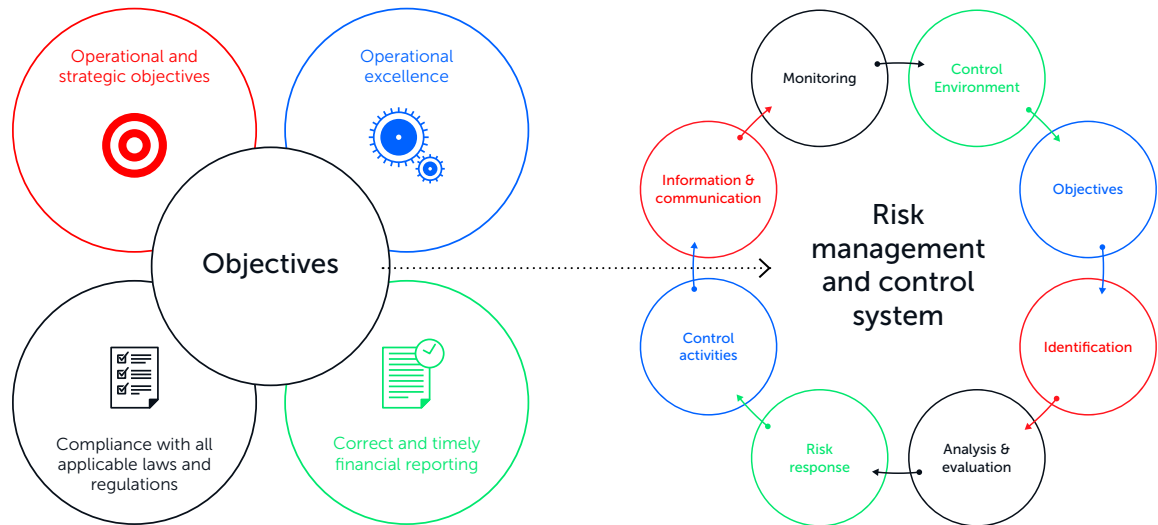 Operational and
strategic objectives
Operational
excellence
Objectives
Compliance with all
applicable laws and
regulations
Correct and timely
financial reporting
Risk
management
and control
system
Monitoring
Control
Environment
Objectives
Identification
Analysis &
evaluation
Risk
response
Control
activities
Information &
communication